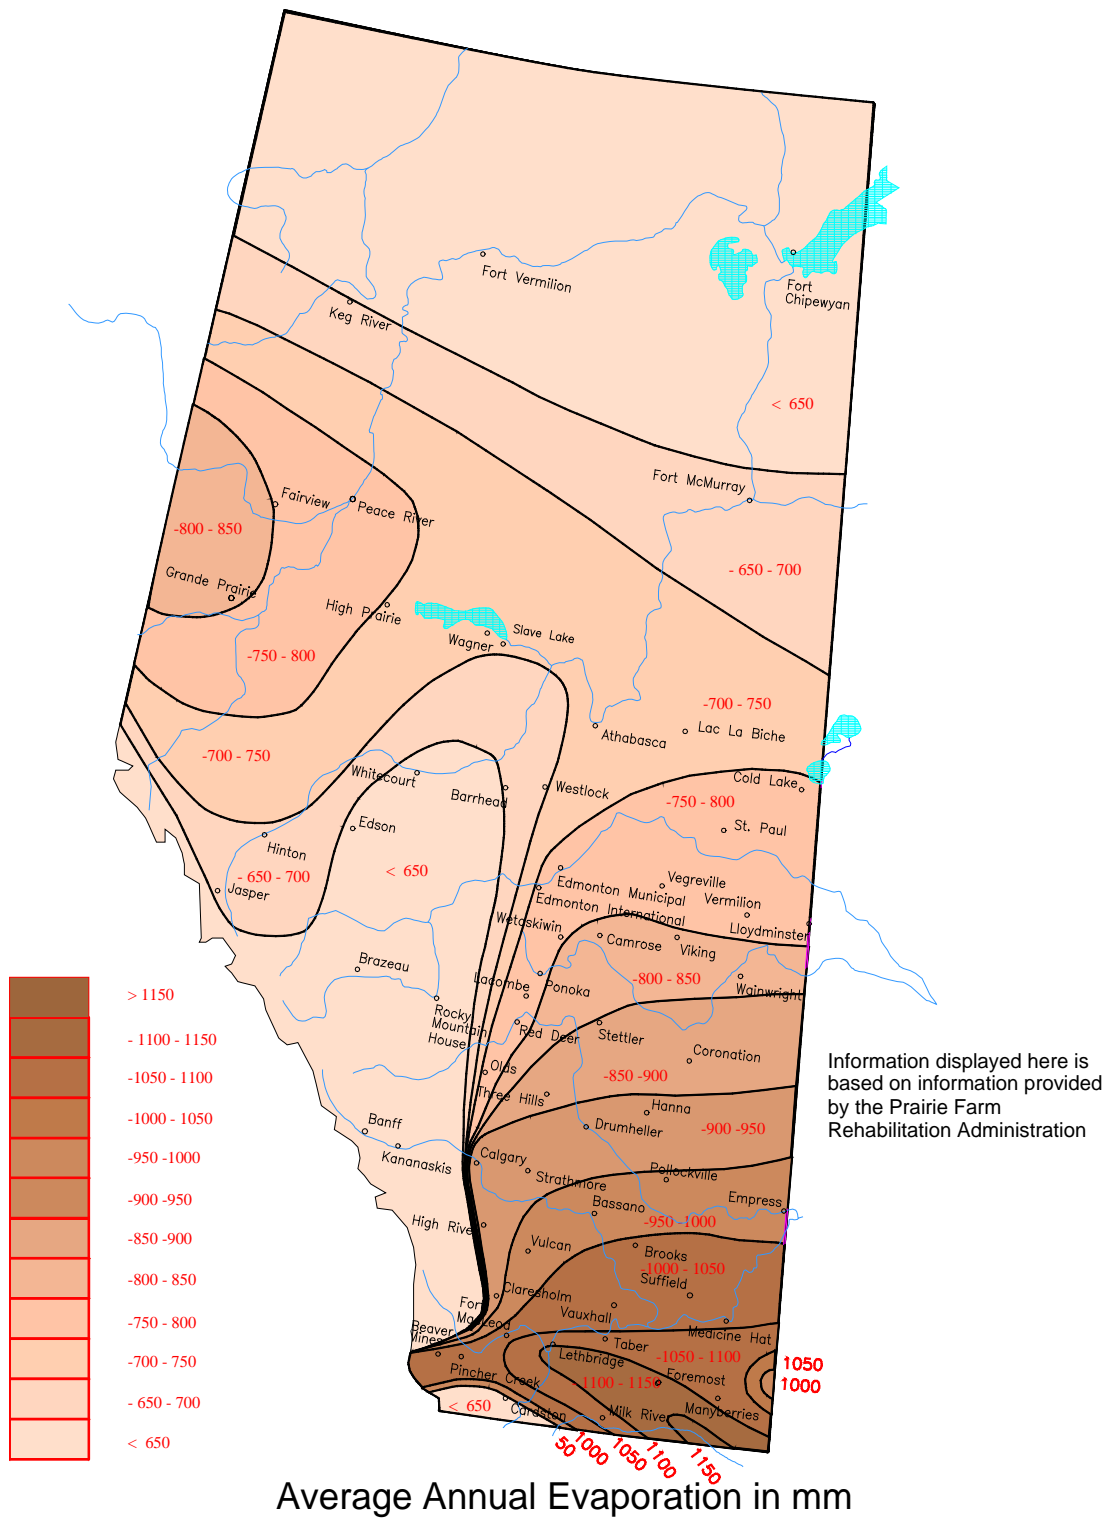 Fort Vermilion
Fort
Chipewyan
Keg River
< 650
Fort McMurray
Fairview
Peace River
-800 - 850
- 650 - 700
Grande Prairie
High Prairie
Slave Lake
Wagner
-750 - 800
-700 - 750
Athabasca
Lac La Biche
-700 - 750
Whitecourt
Barrhead
Westlock
Cold Lake
-750 - 800
St. Paul
Edson
Hinton
< 650
- 650 - 700
Jasper
Edmonton Municipal
Vegreville
Edmonton International
Vermilion
Wetaskiwin
Lloydminster
Camrose
Viking
Brazeau
Lacombe
Ponoka
-800 - 850
Wainwright
> 1150
Rocky
Mountain
House
Red Deer
Stettler
- 1100 - 1150
Coronation
Information displayed here is
based on information provided
by the Prairie Farm
Rehabilitation Administration
Olds
-850 -900
-1050 - 1100
Three Hills
Hanna
-1000 - 1050
Banff
Drumheller
-900 -950
Kananaskis
Calgary
-950 -1000
Strathmore
Pollockville
-900 -950
Bassano
Empress
High River
-950 -1000
-850 -900
Vulcan
Brooks
-1000 - 1050
-800 - 850
Suffield
Claresholm
Fort
MacLeod
Vauxhall
-750 - 800
Beaver
Mines
Medicine Hat
Taber
-700 - 750
Lethbridge
-1050 - 1100
1050
1000
Pincher Creek
1100 - 1150
Foremost
- 650 - 700
< 650
Cardston
Milk River
Manyberries
< 650
50
1000
1050
1100
1150
Average Annual Evaporation in mm